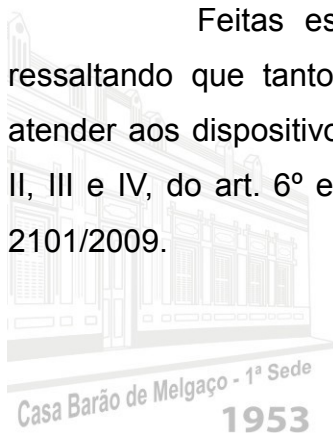 Feitas es
ressaltando que tanto
atender aos dispositivo
II, III e IV, do art. 6º e
2101/2009.
Casa Barão de Melgaço - 1ª Sede
1953